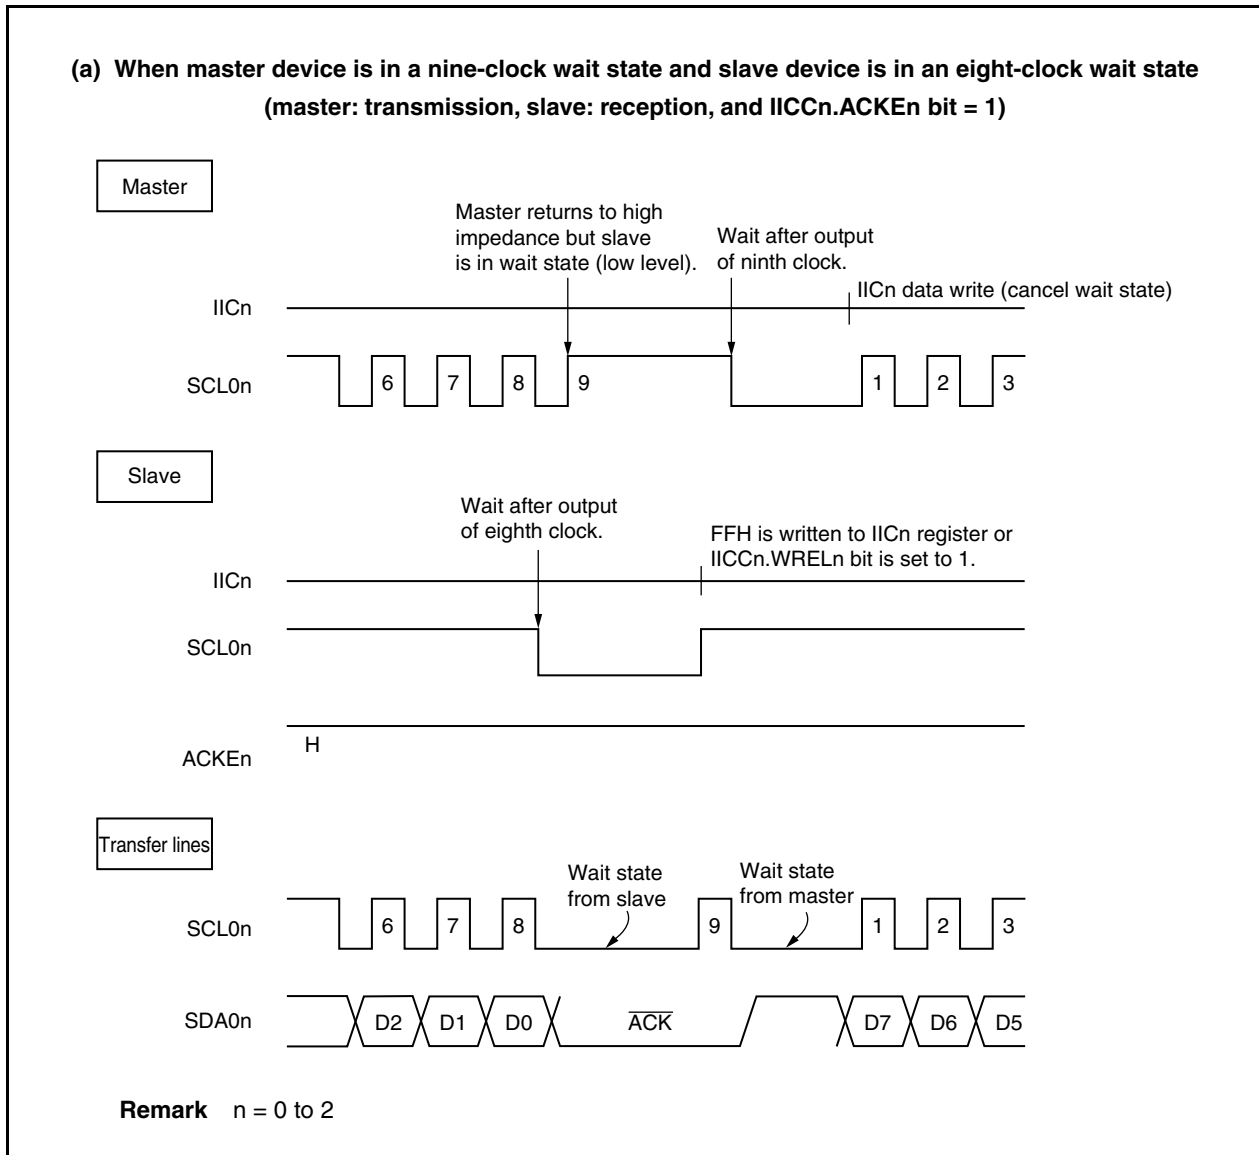 (a) When master device is in a nine-clock wait state and slave device is in an eight-clock wait state
(master: transmission, slave: reception, and IICCn.ACKEn bit = 1)
Master
Master returns to high
impedance but slave
is in wait state (low level).
Wait after output
of ninth clock.
IICn data write (cancel wait state)
IICn
SCL0n
6 7 8 9 1 2 3
Slave
Wait after output
of eighth clock.
FFH is written to IICn register or
IICCn.WRELn bit is set to 1.
IICn
SCL0n
H
ACKEn
Transfer lines
Wait state
from slave
Wait state
from master
SCL0n
6 7 8 9 1 2 3
SDA0n
D2 D1 D0 ACK D7 D6 D5
Remark n = 0 to 2